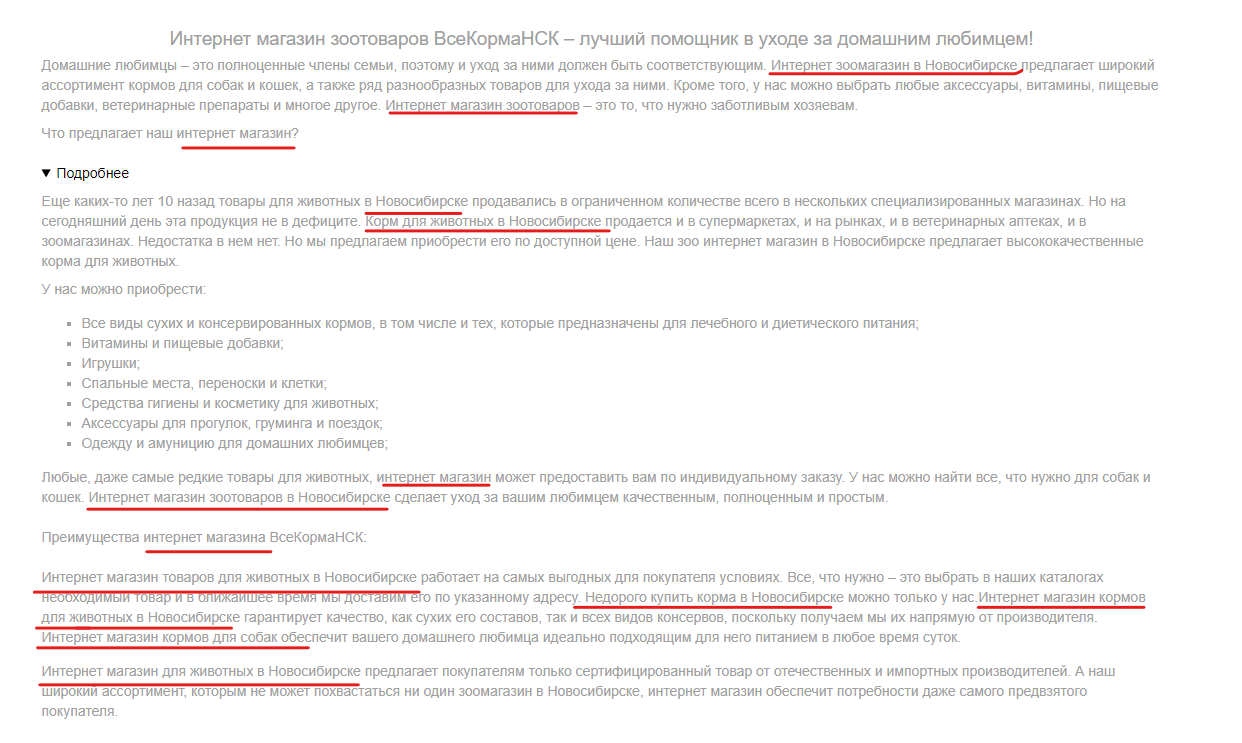 Интернет магазин зоотоваров ВсеКормаНСК – лучший помощник в уходе за домашним любимцем!
Домашние любимцы – это полноценные члены семьи, поэтому и уход за ними должен быть соответствующим. Интернет зоомагазин в Новосибирске предлагает широкий
ассортимент кормов для собак и кошек, а также ряд разнообразных товаров для ухода за ними. Кроме того, у нас можно выбрать любые аксессуары, витамины, пищевые
добавки, ветеринарные препараты и многое другое. Интернет магазин зоотоваров – это то, что нужно заботливым хозяевам.
Что предлагает наш интернет магазин?
▼ Подробнее
Еще каких-то лет 10 назад товары для животных в Новосибирске продавались в ограниченном количестве всего в нескольких специализированных магазинах. Но на
сегодняшний день эта продукция не в дефиците. Корм для животных в Новосибирске продается и в супермаркетах, и на рынках, и в ветеринарных аптеках, и в
зоомагазинах. Недостатка в нем нет. Но мы предлагаем приобрести его по доступной цене. Наш зоо интернет магазин в Новосибирске предлагает высококачественные
корма для животных.
У нас можно приобрести:
▪ Все виды сухих и консервированных кормов, в том числе и тех, которые предназначены для лечебного и диетического питания;
▪ Витамины и пищевые добавки;
▪ Игрушки;
▪ Спальные места, переноски и клетки;
▪ Средства гигиены и косметику для животных;
▪ Аксессуары для прогулок, груминга и поездок;
▪ Одежду и амуницию для домашних любимцев;
Любые, даже самые редкие товары для животных, интернет магазин может предоставить вам по индивидуальному заказу. У нас можно найти все, что нужно для собак и
кошек. Интернет магазин зоотоваров в Новосибирске сделает уход за вашим любимцем качественным, полноценным и простым.
Преимущества интернет магазина ВсеКормаНСК:
Интернет магазин товаров для животных в Новосибирске работает на самых выгодных для покупателя условиях. Все, что нужно – это выбрать в наших каталогах
необходимый товар и в ближайшее время мы доставим его по указанному адресу. Недорого купить корма в Новосибирске можно только у нас.Интернет магазин кормов
для животных в Новосибирске гарантирует качество, как сухих его составов, так и всех видов консервов, поскольку получаем мы их напрямую от производителя.
Интернет магазин кормов для собак обеспечит вашего домашнего любимца идеально подходящим для него питанием в любое время суток.
Интернет магазин для животных в Новосибирске предлагает покупателям только сертифицированный товар от отечественных и импортных производителей. А наш
широкий ассортимент, которым не может похвастаться ни один зоомагазин в Новосибирске, интернет магазин обеспечит потребности даже самого предвзятого
покупателя.